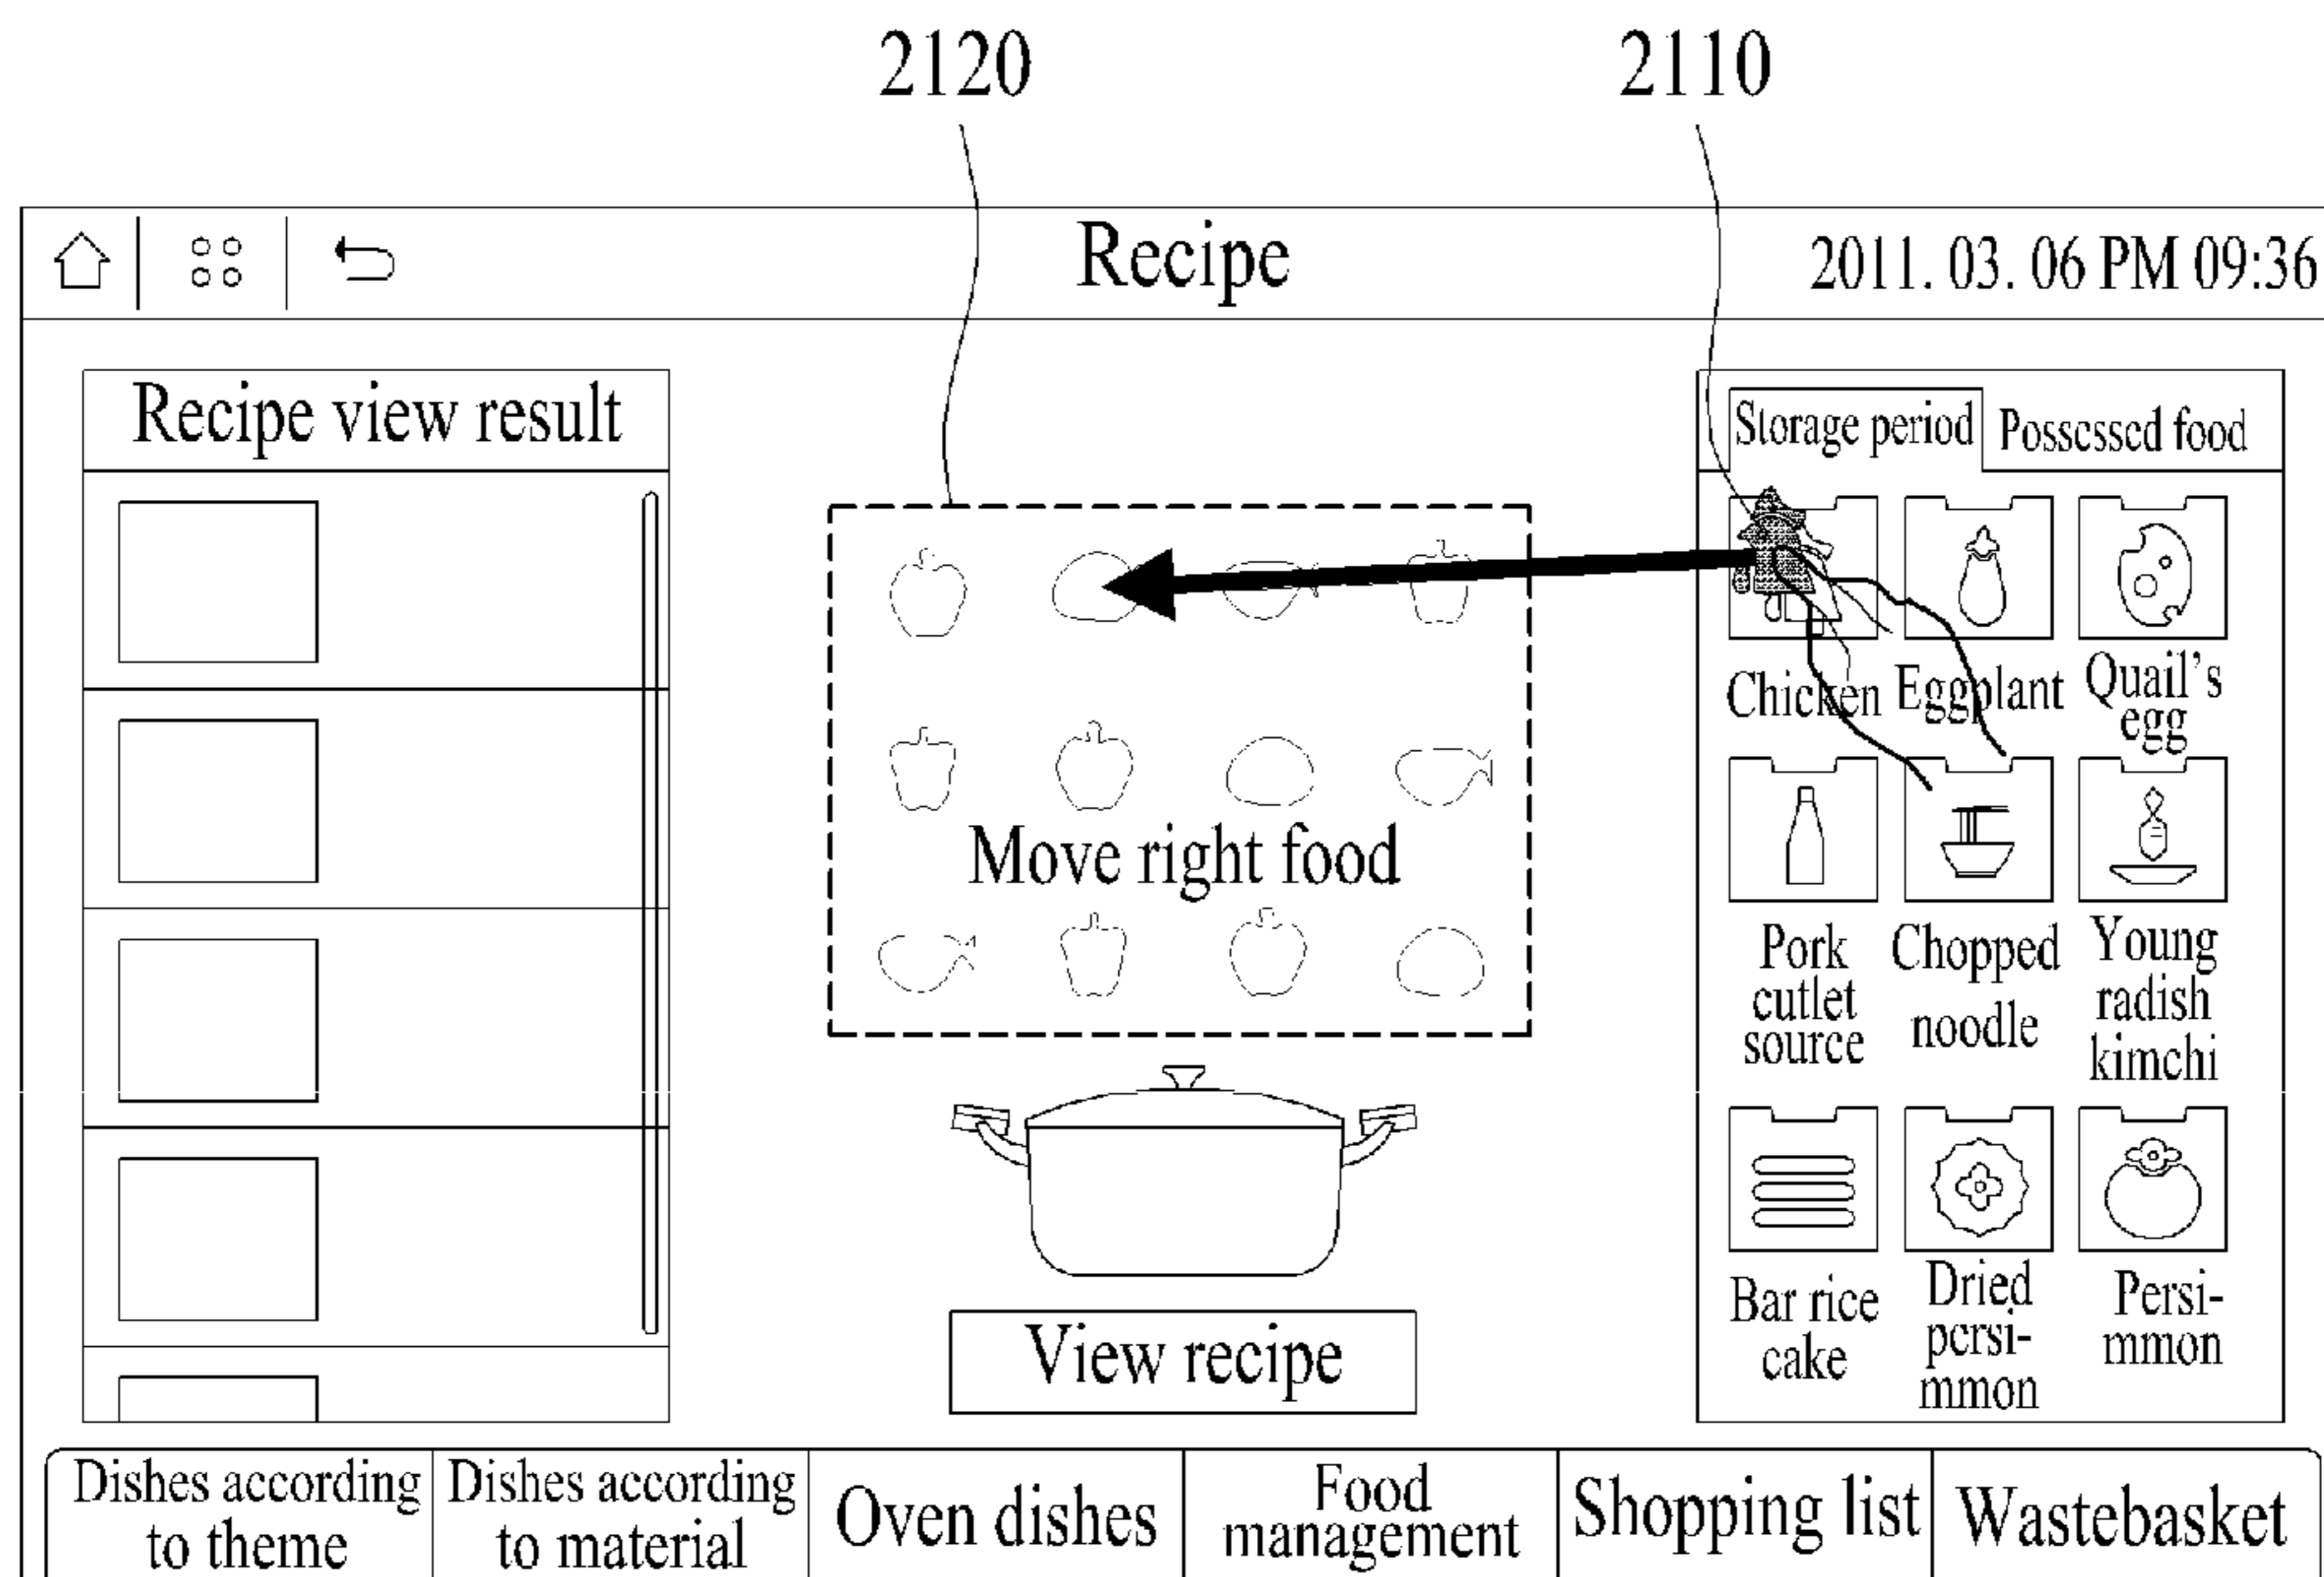 2120
2110
Recipe
2011. 03. 06 PM 09:36
Recipe view result
Storage period
Possessed food
Chicken
Eggplant
Quail's
egg
Move right food
Pork
cutlet
source
Chopped
noodle
Young
radish
kimchi
Bar rice
cake
Dried
persi-
mmon
Persi-
mmon
View recipe
Dishes according
to theme
Dishes according
to material
Oven dishes
Food
management
Shopping list
Wastebasket